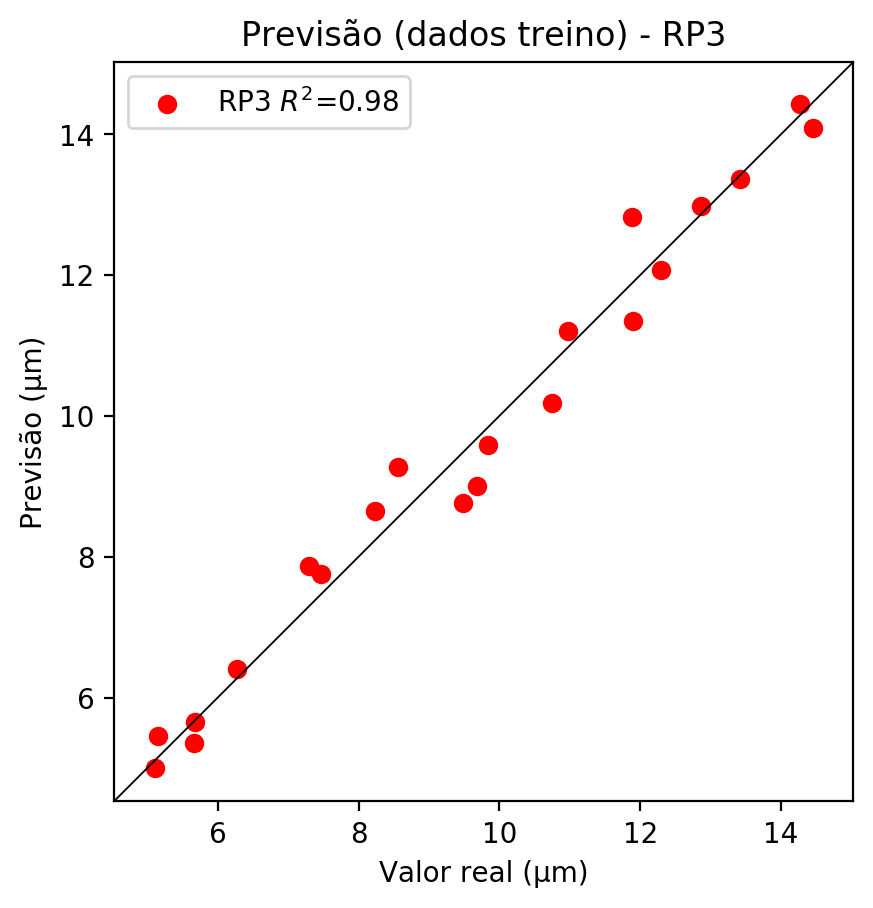 Previsão (dados treino) - RP3
RP3 R²=0.98
14
12
10
8
6
Previsão (μm)
6 8 10 12 14
Valor real (μm)